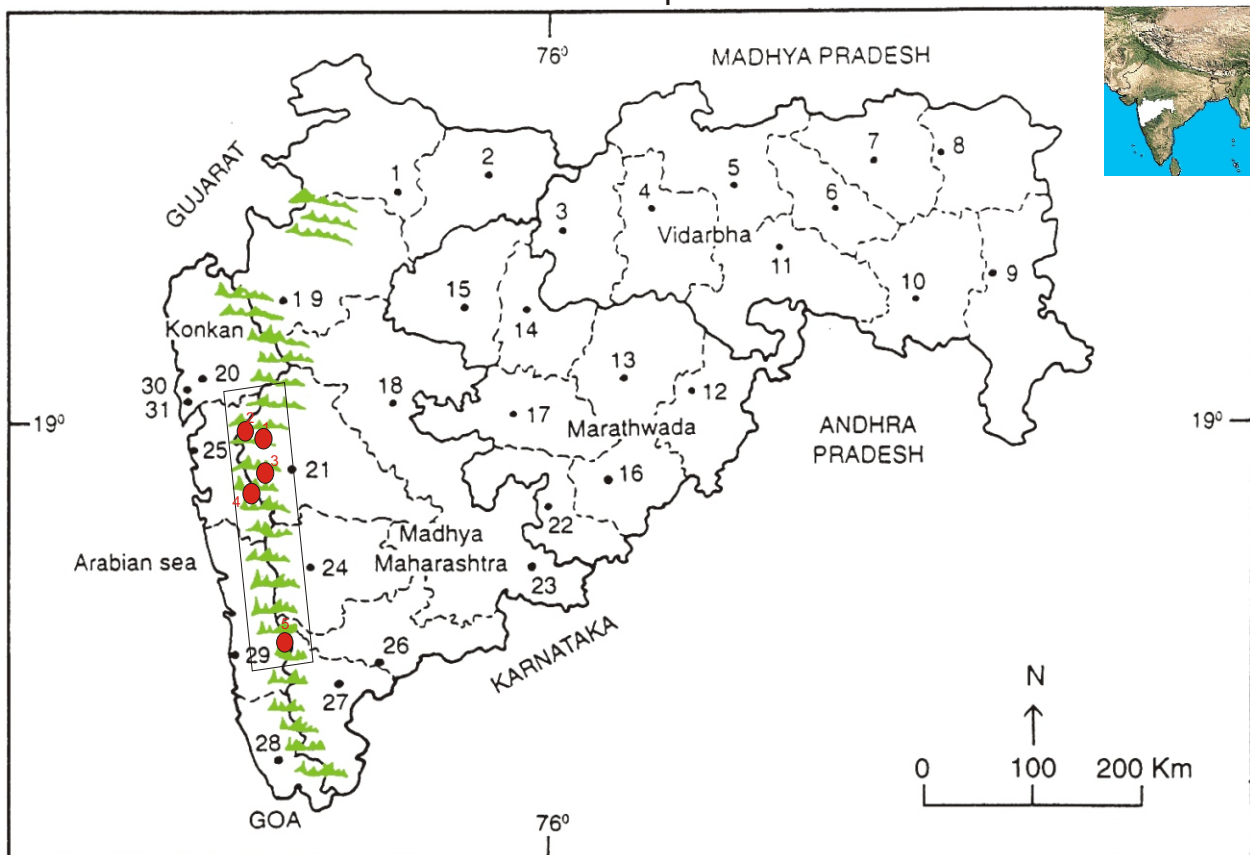 76⁰
MADHYA PRADESH
GUJARAT
1
2
3
4
5
6
7
8
Vidarbha
11
10
9
15
14
19
Konkan
13
12
20
30
31
18
17
Marathwada
19⁰
19⁰
ANDHRA
PRADESH
2
1
3
4
25
21
16
22
Madhya
Maharashtra
Arabian sea
24
23
5
29
26
27
KARNATAKA
28
GOA
76⁰
N
0 100 200 Km